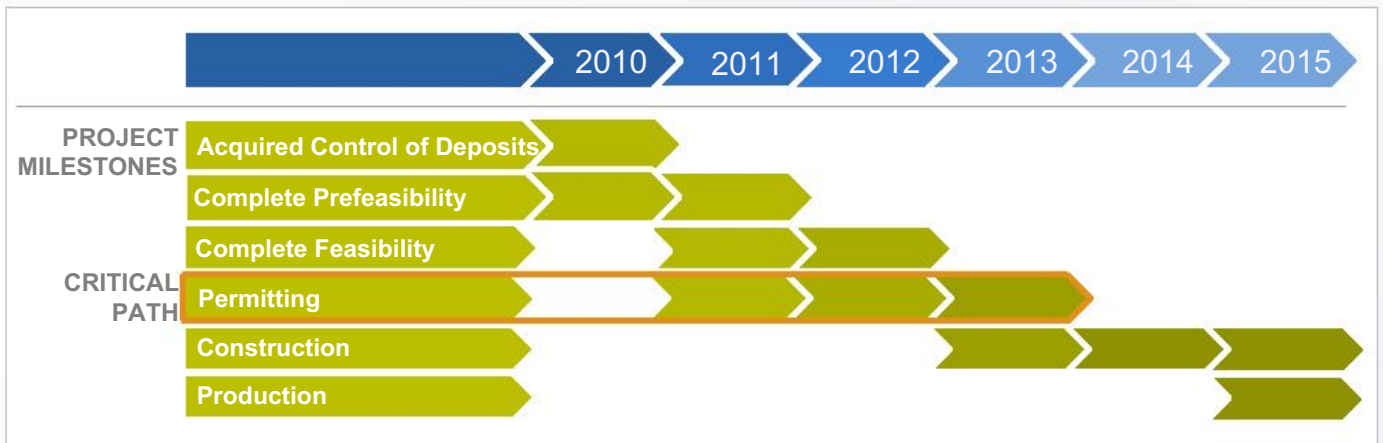 2010 2011 2012 2013 2014 2015
PROJECT
MILESTONES
Acquired Control of Deposits
Complete Prefeasibility
Complete Feasibility
CRITICAL
PATH
Permitting
Construction
Production